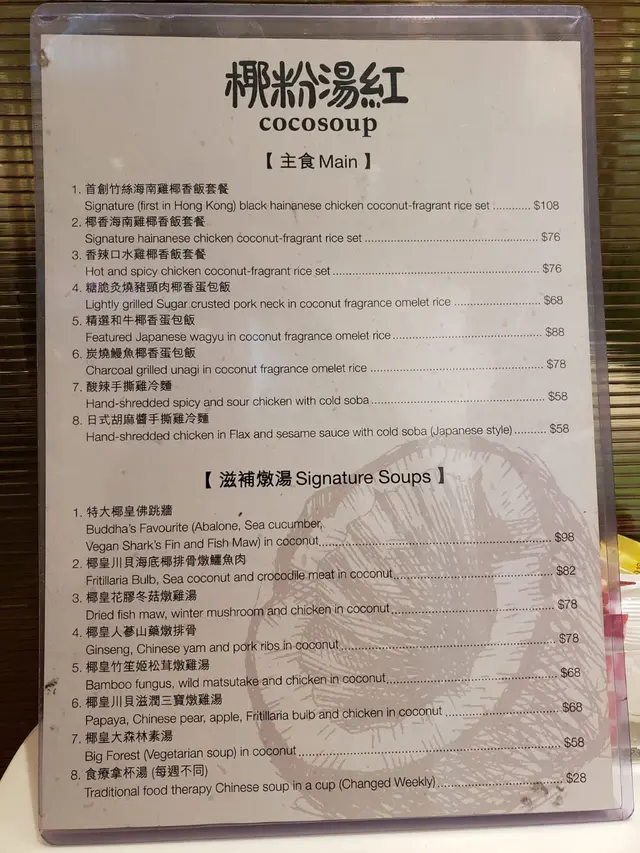 椰粉湯紅
cocosoup
【 主食 Main 】
1. 首創竹絲海南雞椰香飯套餐
Signature (first in Hong Kong) black hainanese chicken coconut-fragrant rice set ............ $108
2. 椰香海南雞椰香飯套餐
Signature hainanese chicken coconut-fragrant rice set ............ $76
3. 香辣口水雞椰香飯套餐
Hot and spicy chicken coconut-fragrant rice set ............ $76
4. 糖脆炙燒豬頸肉椰香蛋包飯
Lightly grilled Sugar crusted pork neck in coconut fragrance omelet rice ............ $68
5. 精選和牛椰香蛋包飯
Featured Japanese wagyu in coconut fragrance omelet rice ............ $88
6. 炭燒鰻魚椰香蛋包飯
Charcoal grilled unagi in coconut fragrance omelet rice ............ $78
7. 酸辣手撕雞冷麵
Hand-shredded spicy and sour chicken with cold soba ............ $58
8. 日式胡麻醬手撕雞冷麵
Hand-shredded chicken in Flax and sesame sauce with cold soba (Japanese style) .......... $58
【 滋補燉湯 Signature Soups 】
1. 特大椰皇佛跳牆
Buddha's Favourite (Abalone, Sea cucumber,
Vegan Shark's Fin and Fish Maw) in coconut ............ $98
2. 椰皇川貝海底椰排骨燉鱷魚肉
Fritillaria Bulb, Sea coconut and crocodile meat in coconut ............ $82
3. 椰皇花膠冬菇燉雞湯
Dried fish maw, winter mushroom and chicken in coconut ............ $78
4. 椰皇人蔘山藥燉排骨
Ginseng, Chinese yam and pork ribs in coconut ............ $78
5. 椰皇竹笙姬松茸燉雞湯
Bamboo fungus, wild matsutake and chicken in coconut ............ $68
6. 椰皇川貝滋潤三寶燉雞湯
Papaya, Chinese pear, apple, Fritillaria bulb and chicken in coconut ............ $68
7. 椰皇大森林素湯
Big Forest (Vegetarian soup) in coconut ............ $58
8. 食療拿杯湯 (每週不同)
Traditional food therapy Chinese soup in a cup (Changed Weekly) ............ $28